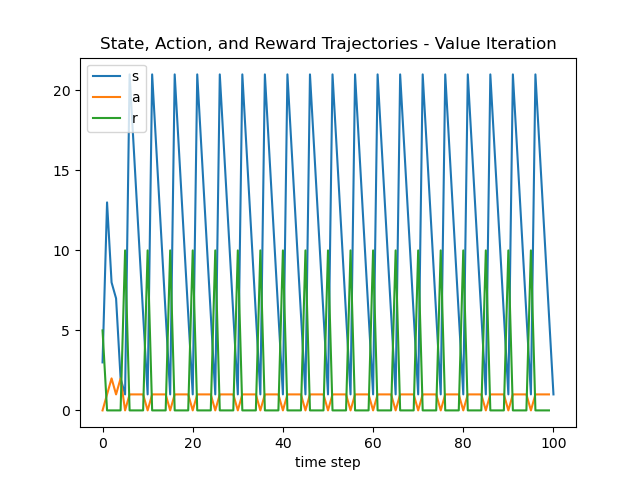 State, Action, and Reward Trajectories - Value Iteration
s
a
r
20
15
10
5
0
0 20 40 60 80 100
time step